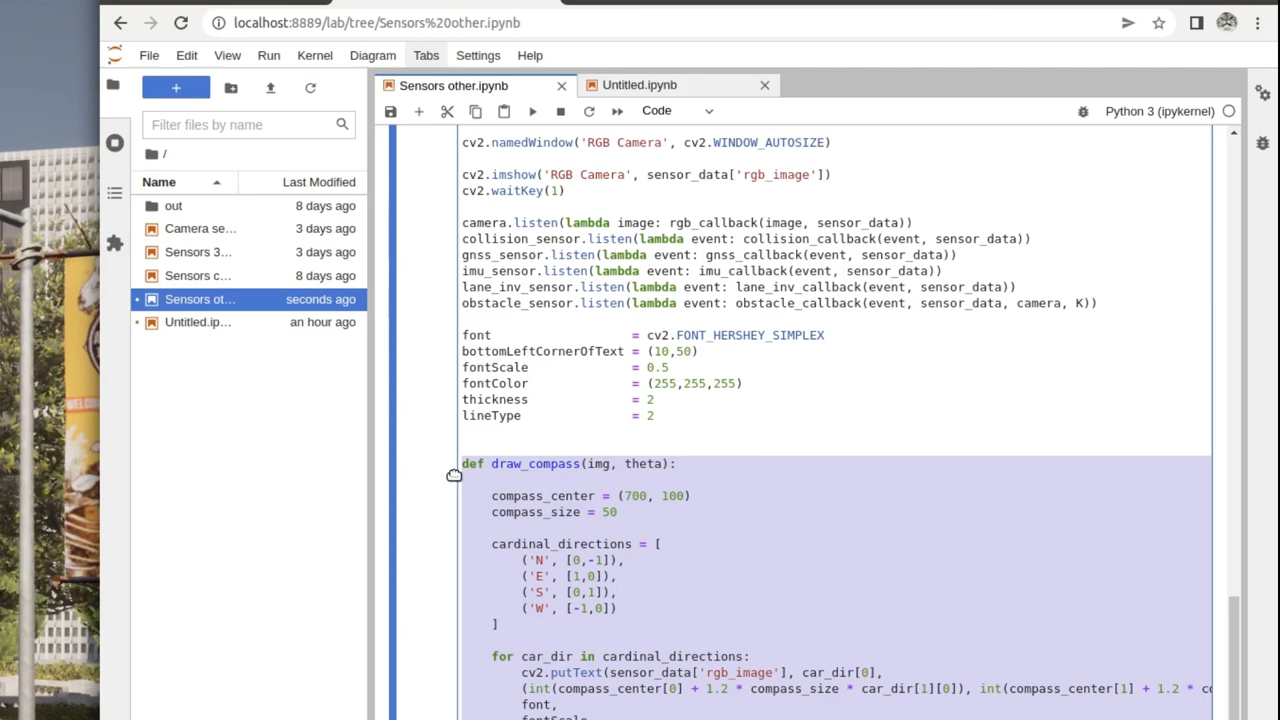 localhost:8889/lab/tree/Sensors%20other.ipynb
File Edit View Run Kernel Diagram Tabs Settings Help
Sensors other.ipynb
Untitled.ipynb
Code
Python 3 (ipykernel)
Filter files by name
/
Name Last Modified
out 8 days ago
Camera se... 3 days ago
Sensors 3... 3 days ago
Sensors c... 8 days ago
Sensors ot... seconds ago
Untitled.ip... an hour ago
cv2.namedWindow('RGB Camera', cv2.WINDOW_AUTOSIZE)
cv2.imshow('RGB Camera', sensor_data['rgb_image'])
cv2.waitKey(1)
camera.listen(lambda image: rgb_callback(image, sensor_data))
collision_sensor.listen(lambda event: collision_callback(event, sensor_data))
gnss_sensor.listen(lambda event: gnss_callback(event, sensor_data))
imu_sensor.listen(lambda event: imu_callback(event, sensor_data))
lane_inv_sensor.listen(lambda event: lane_inv_callback(event, sensor_data))
obstacle_sensor.listen(lambda event: obstacle_callback(event, sensor_data, camera, K))
font = cv2.FONT_HERSHEY_SIMPLEX
bottomLeftCornerOfText = (10,50)
fontScale = 0.5
fontColor = (255,255,255)
thickness = 2
lineType = 2
def draw_compass(img, theta):
compass_center = (700, 100)
compass_size = 50
cardinal_directions = [
('N', [0,-1]),
('E', [1,0]),
('S', [0,1]),
('W', [-1,0])
]
for car_dir in cardinal_directions:
cv2.putText(sensor_data['rgb_image'], car_dir[0],
(int(compass_center[0] + 1.2 * compass_size * car_dir[1][0]), int(compass_center[1] + 1.2 * co
font,
fontScale